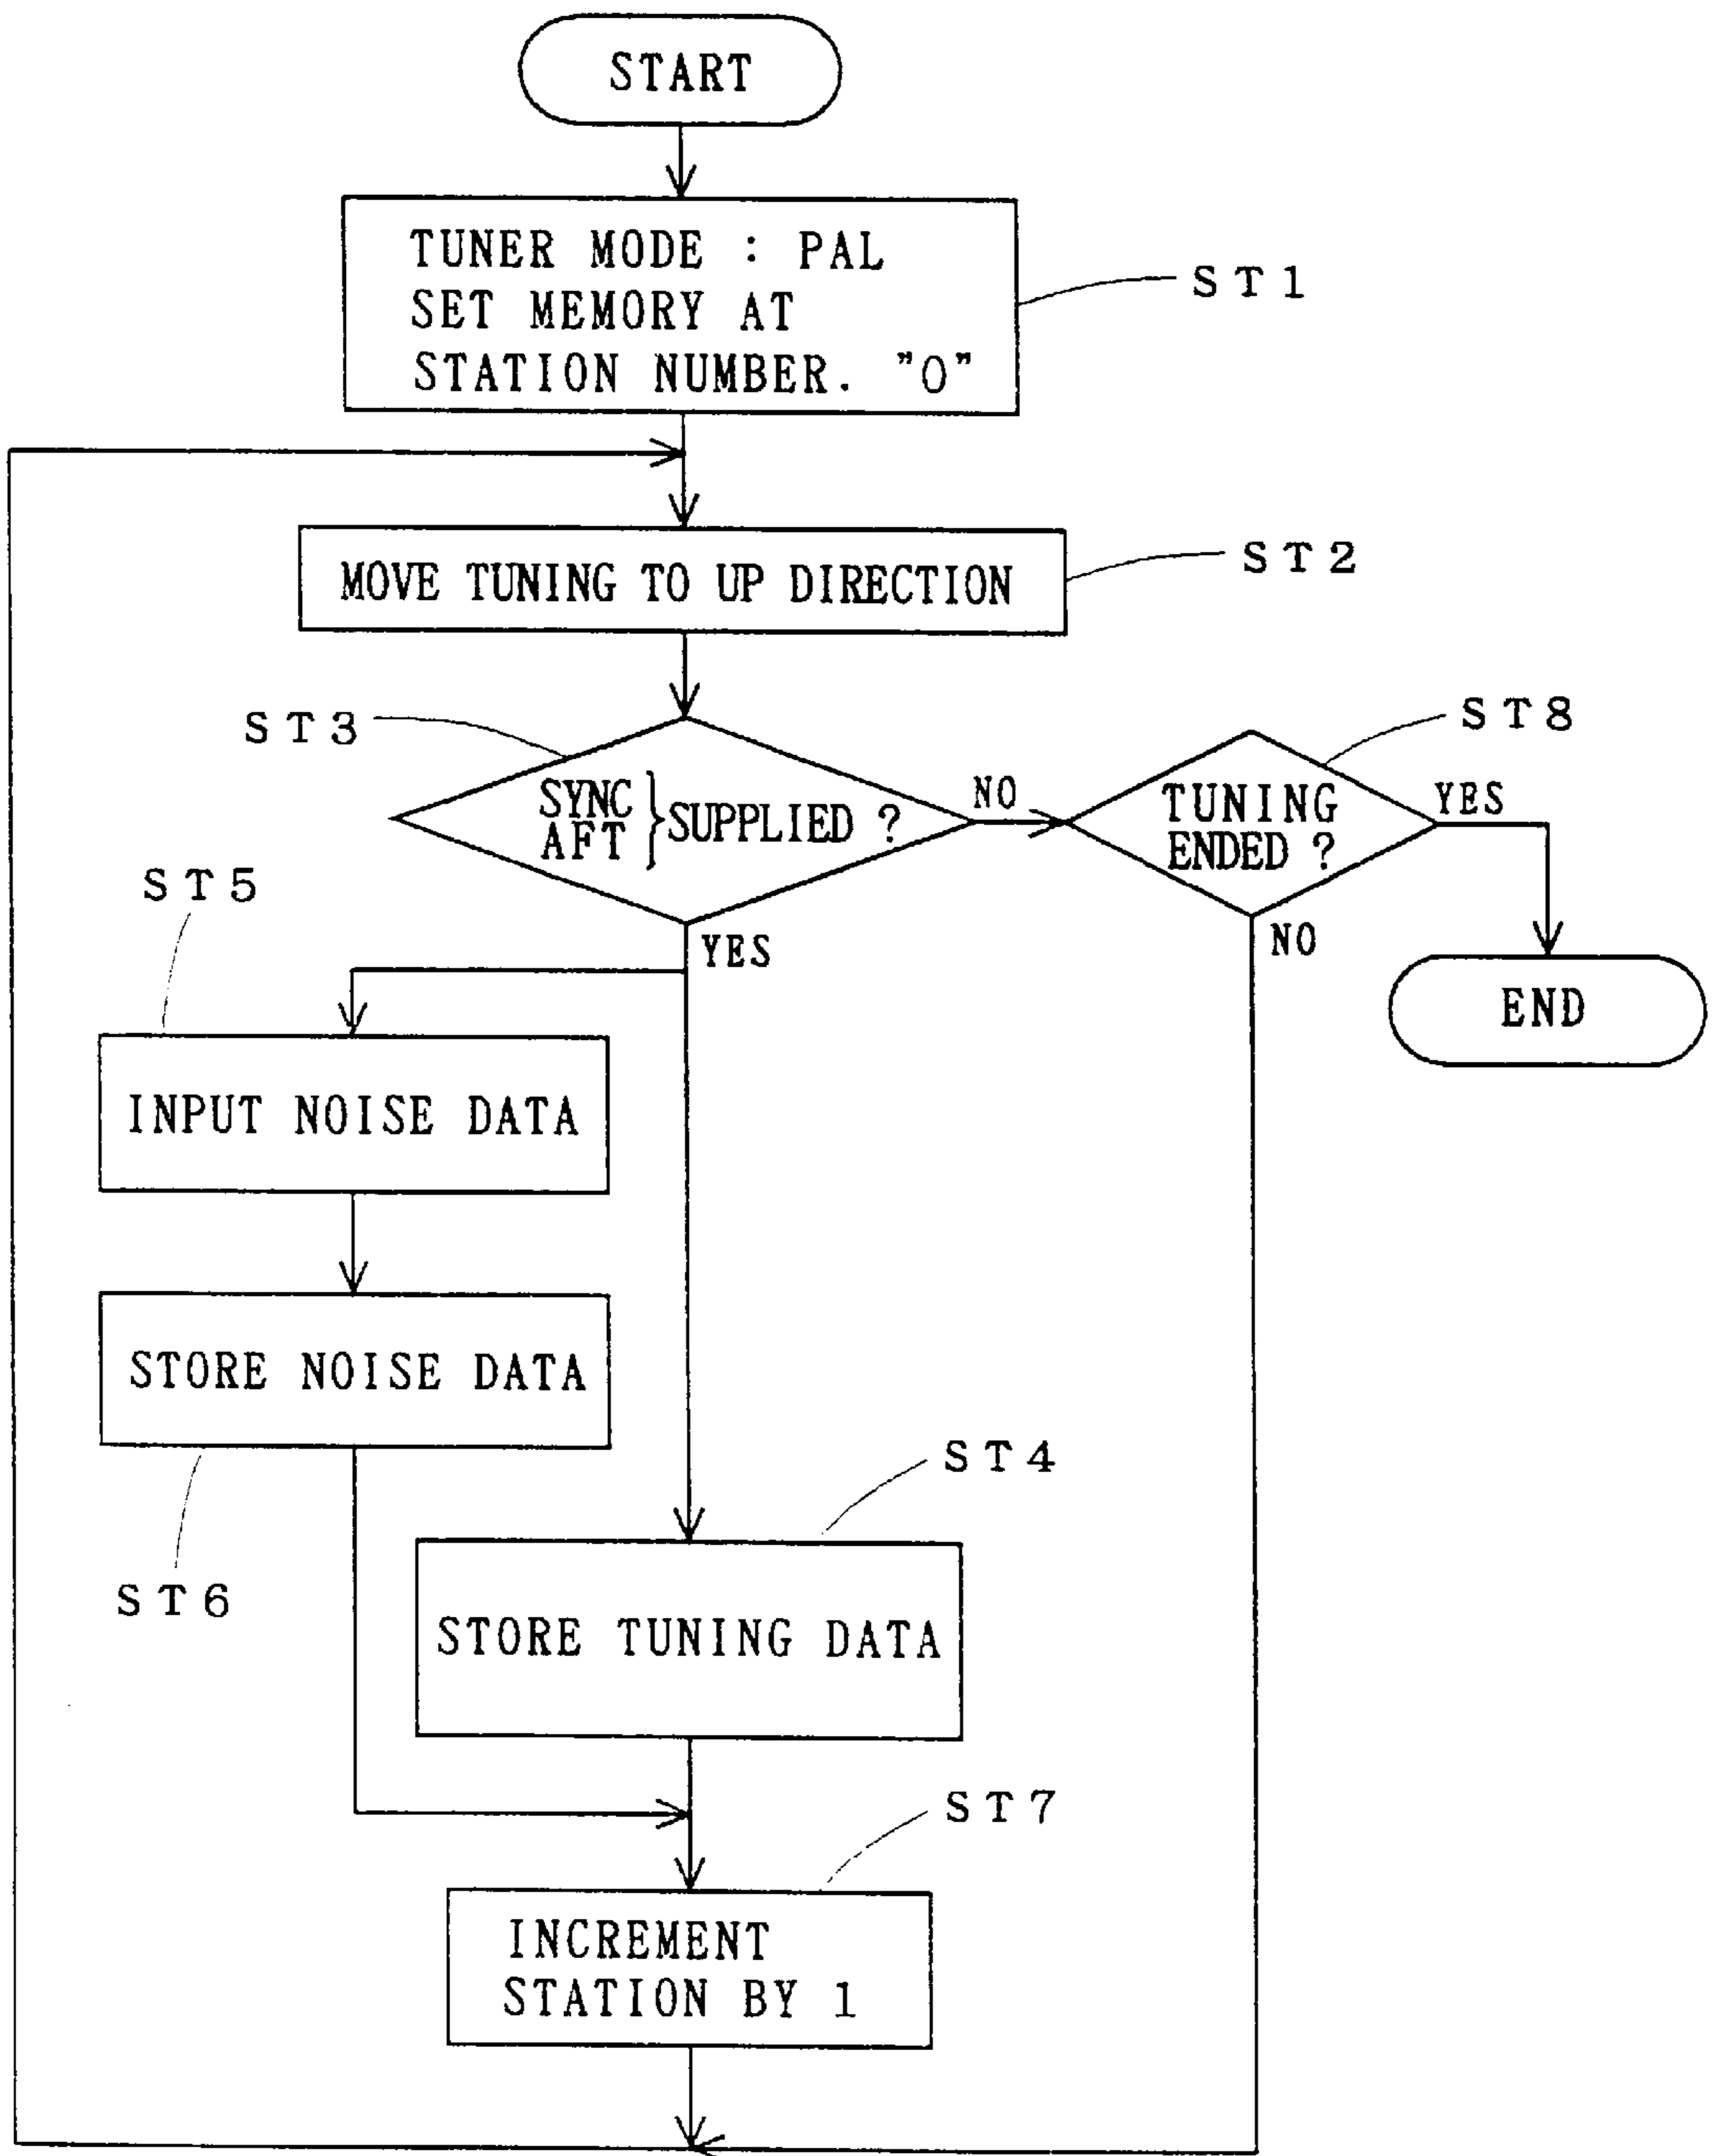 START
TUNER MODE : PAL
SET MEMORY AT
STATION NUMBER. "0"
ST1
MOVE TUNING TO UP DIRECTION
ST2
ST3
SYNC
AFT
SUPPLIED ?
NO
YES
ST8
TUNING
ENDED ?
YES
NO
END
ST5
INPUT NOISE DATA
STORE NOISE DATA
ST6
ST4
STORE TUNING DATA
ST7
INCREMENT
STATION BY 1